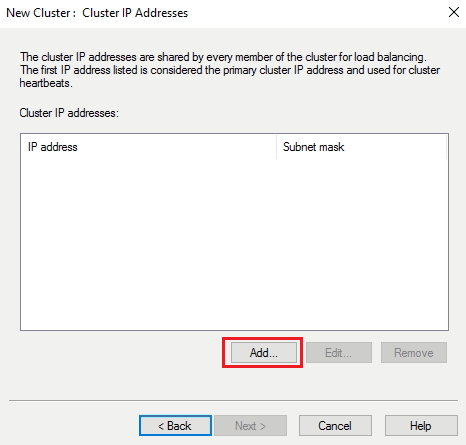 New Cluster :  Cluster IP Addresses
The cluster IP addresses are shared by every member of the cluster for load balancing.
The first IP address listed is considered the primary cluster IP address and used for cluster
heartbeats.
Cluster IP addresses:
IP address Subnet mask
Add... Edit... Remove
< Back Next > Cancel Help